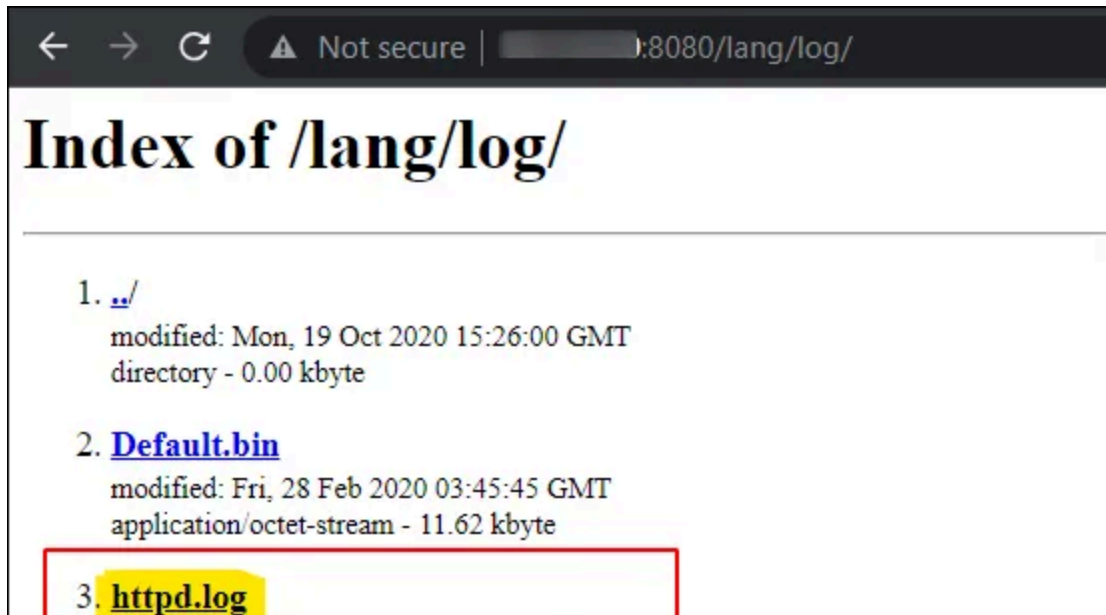 Not secure | :8080/lang/log/
Index of /lang/log/
1. ../
modified: Mon, 19 Oct 2020 15:26:00 GMT
directory - 0.00 kbyte
2. Default.bin
modified: Fri, 28 Feb 2020 03:45:45 GMT
application/octet-stream - 11.62 kbyte
3. httpd.log